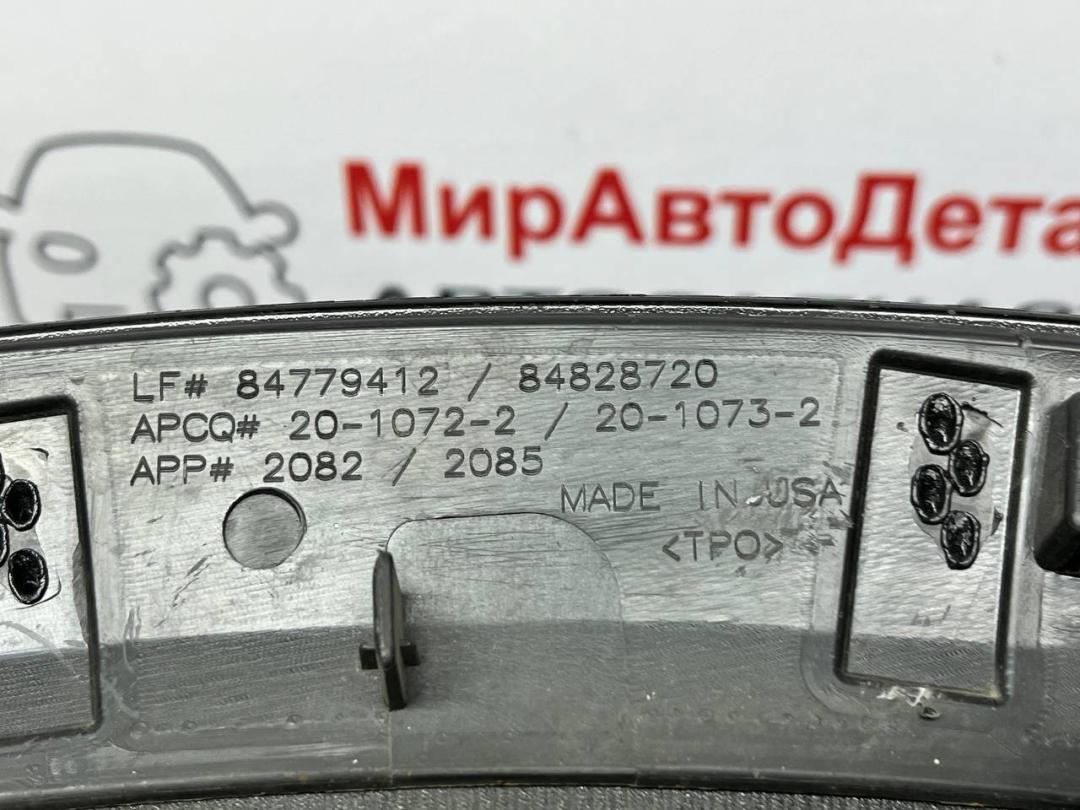 МирАвтоДета
LF# 84779412 / 84828720
APCQ# 20-1072-2 / 20-1073-2
APP# 2082 / 2085
MADE IN USA
<TPO>